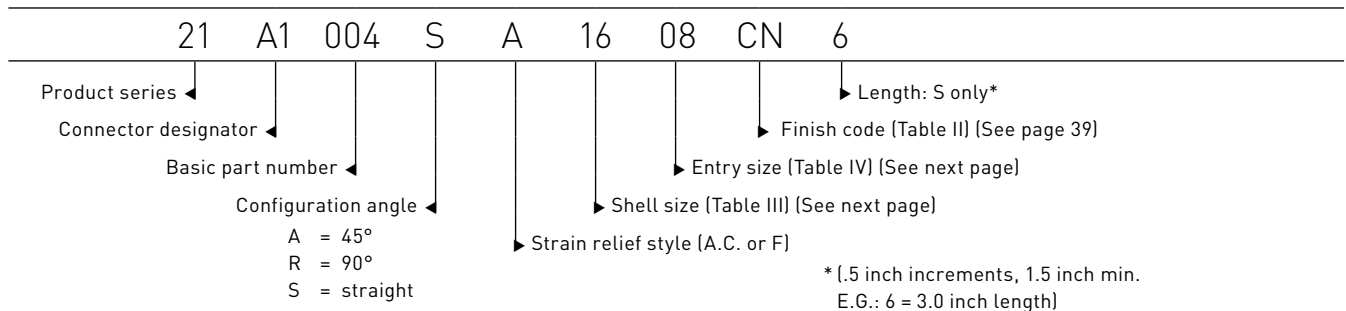 21 A1 004 S A 16 08 CN 6
Product series
Length: S only*
Connector designator
Finish code (Table II) (See page 39)
Basic part number
Entry size (Table IV) (See next page)
Configuration angle
Shell size (Table III) (See next page)
A = 45°
Strain relief style (A.C. or F)
R = 90°
S = straight
* (.5 inch increments, 1.5 inch min.
E.G.: 6 = 3.0 inch length)